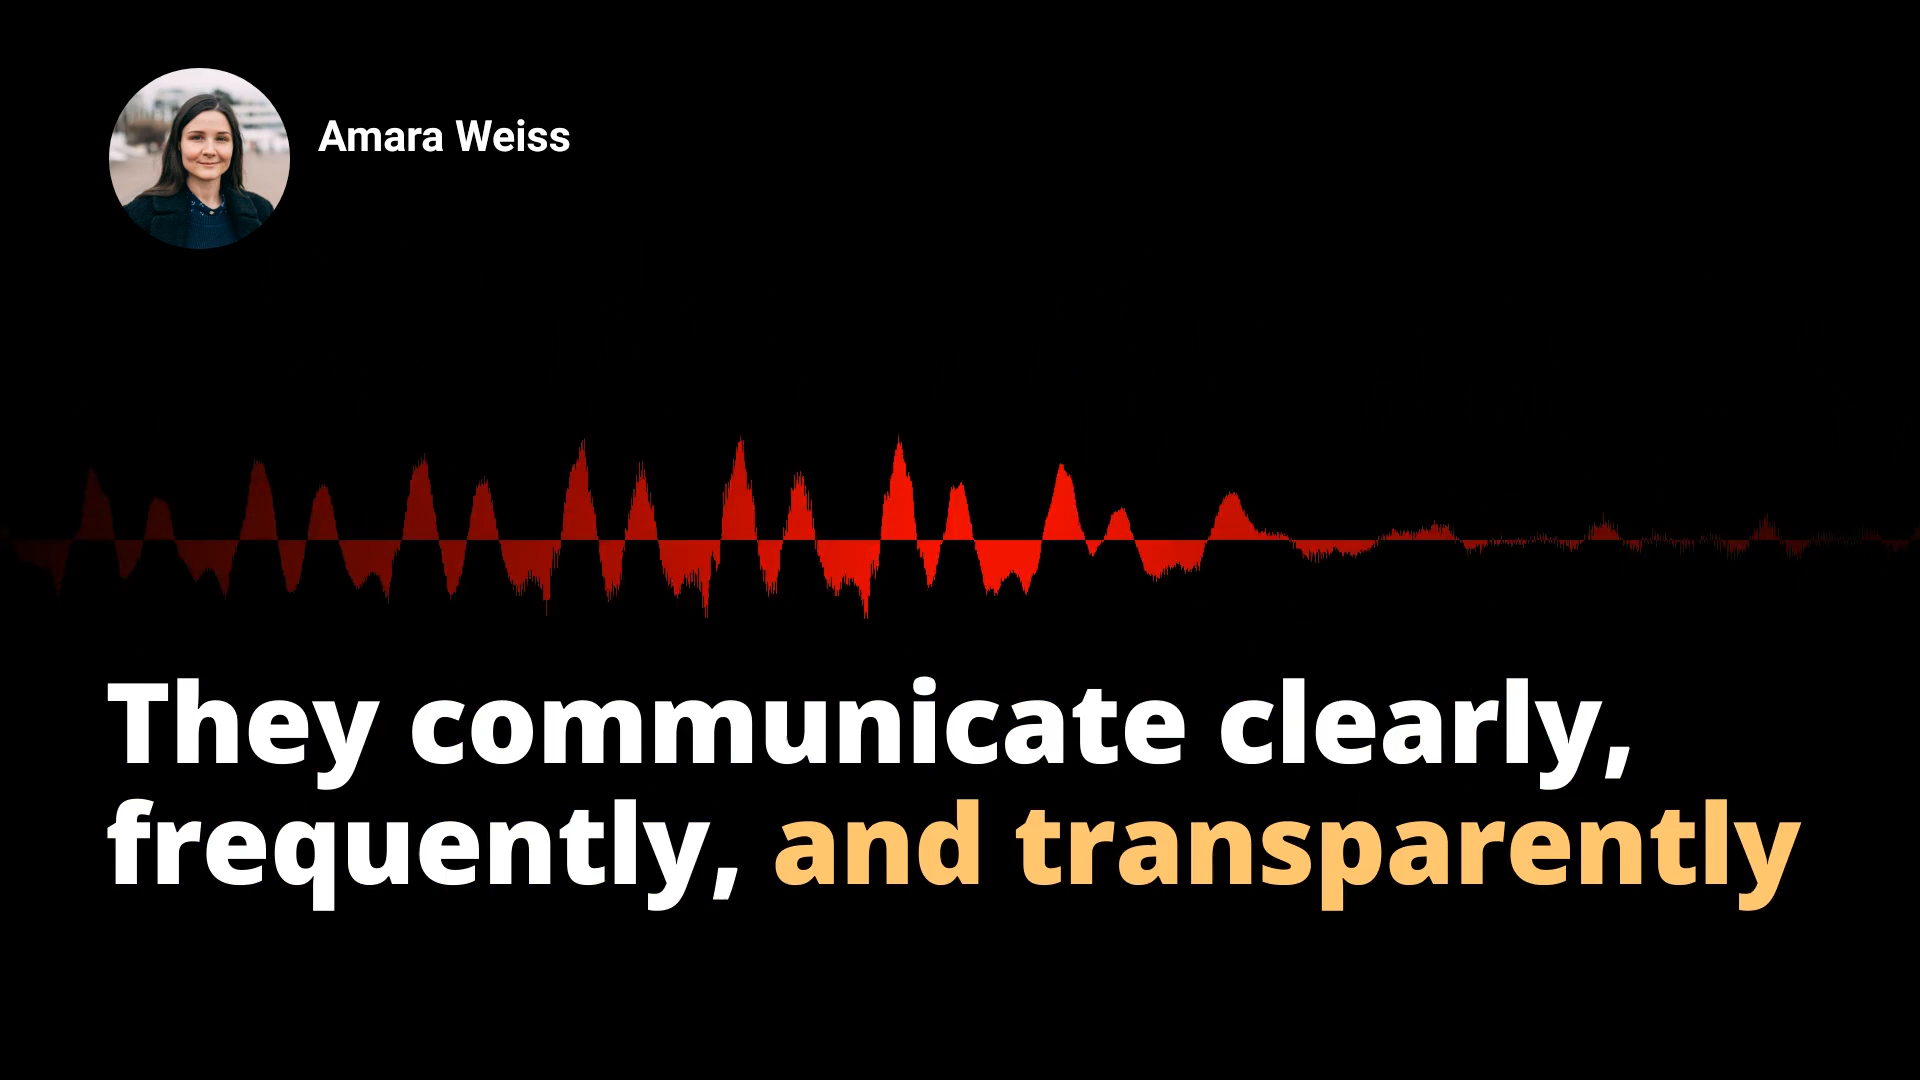 Amara Weiss
They communicate clearly,
frequently, and transparently